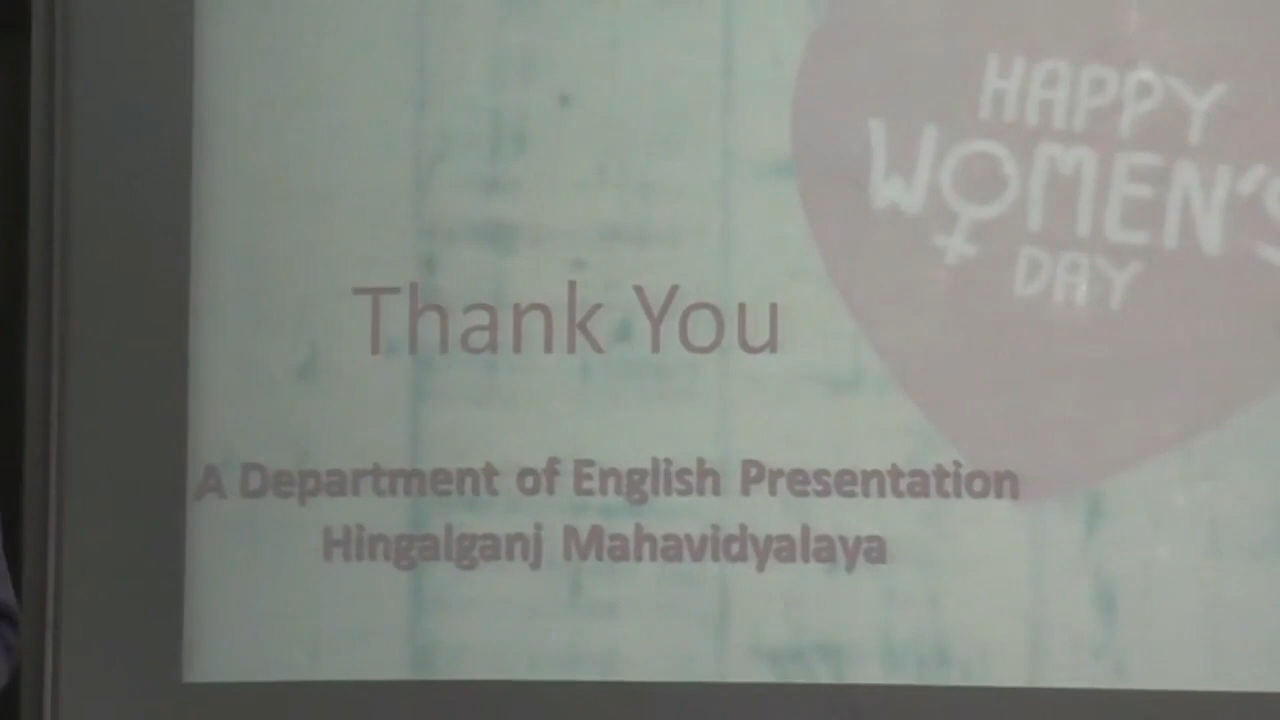 HAPPY
WOMEN'S
DAY
Thank You
A Department of English Presentation
Hingalganj Mahavidyalaya